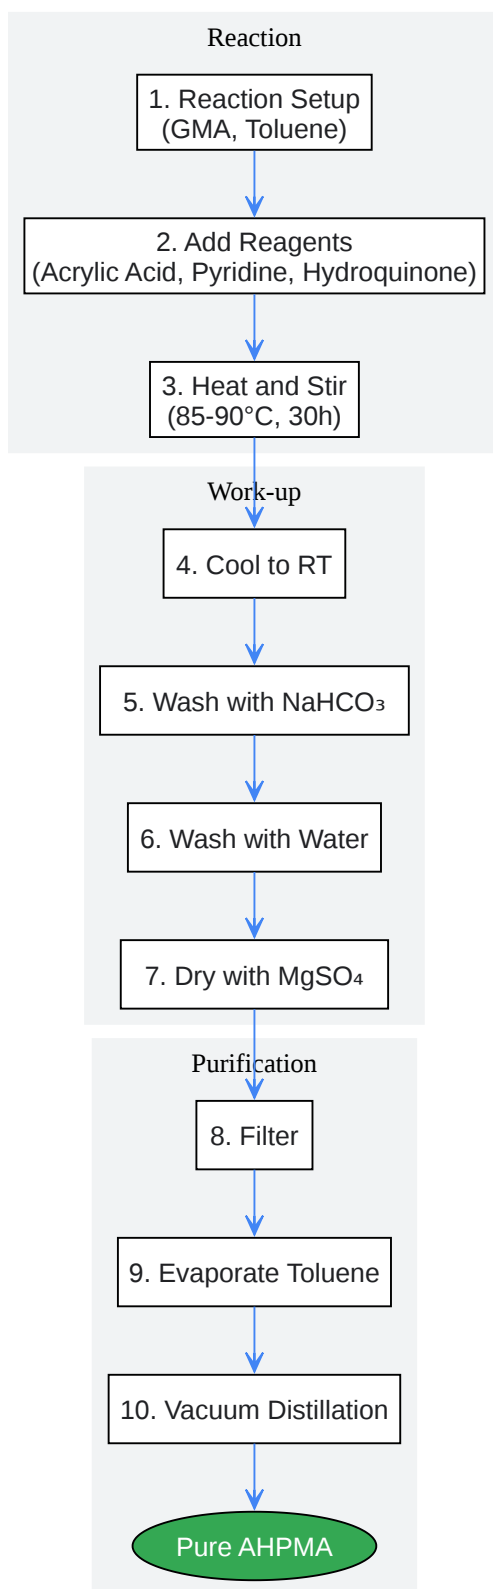 Reaction
1. Reaction Setup
(GMA, Toluene)
2. Add Reagents
(Acrylic Acid, Pyridine, Hydroquinone)
3. Heat and Stir
(85-90°C, 30h)
Work-up
4. Cool to RT
5. Wash with NaHCO₃
6. Wash with Water
7. Dry with MgSO₄
Purification
8. Filter
9. Evaporate Toluene
10. Vacuum Distillation
Pure AHPMA